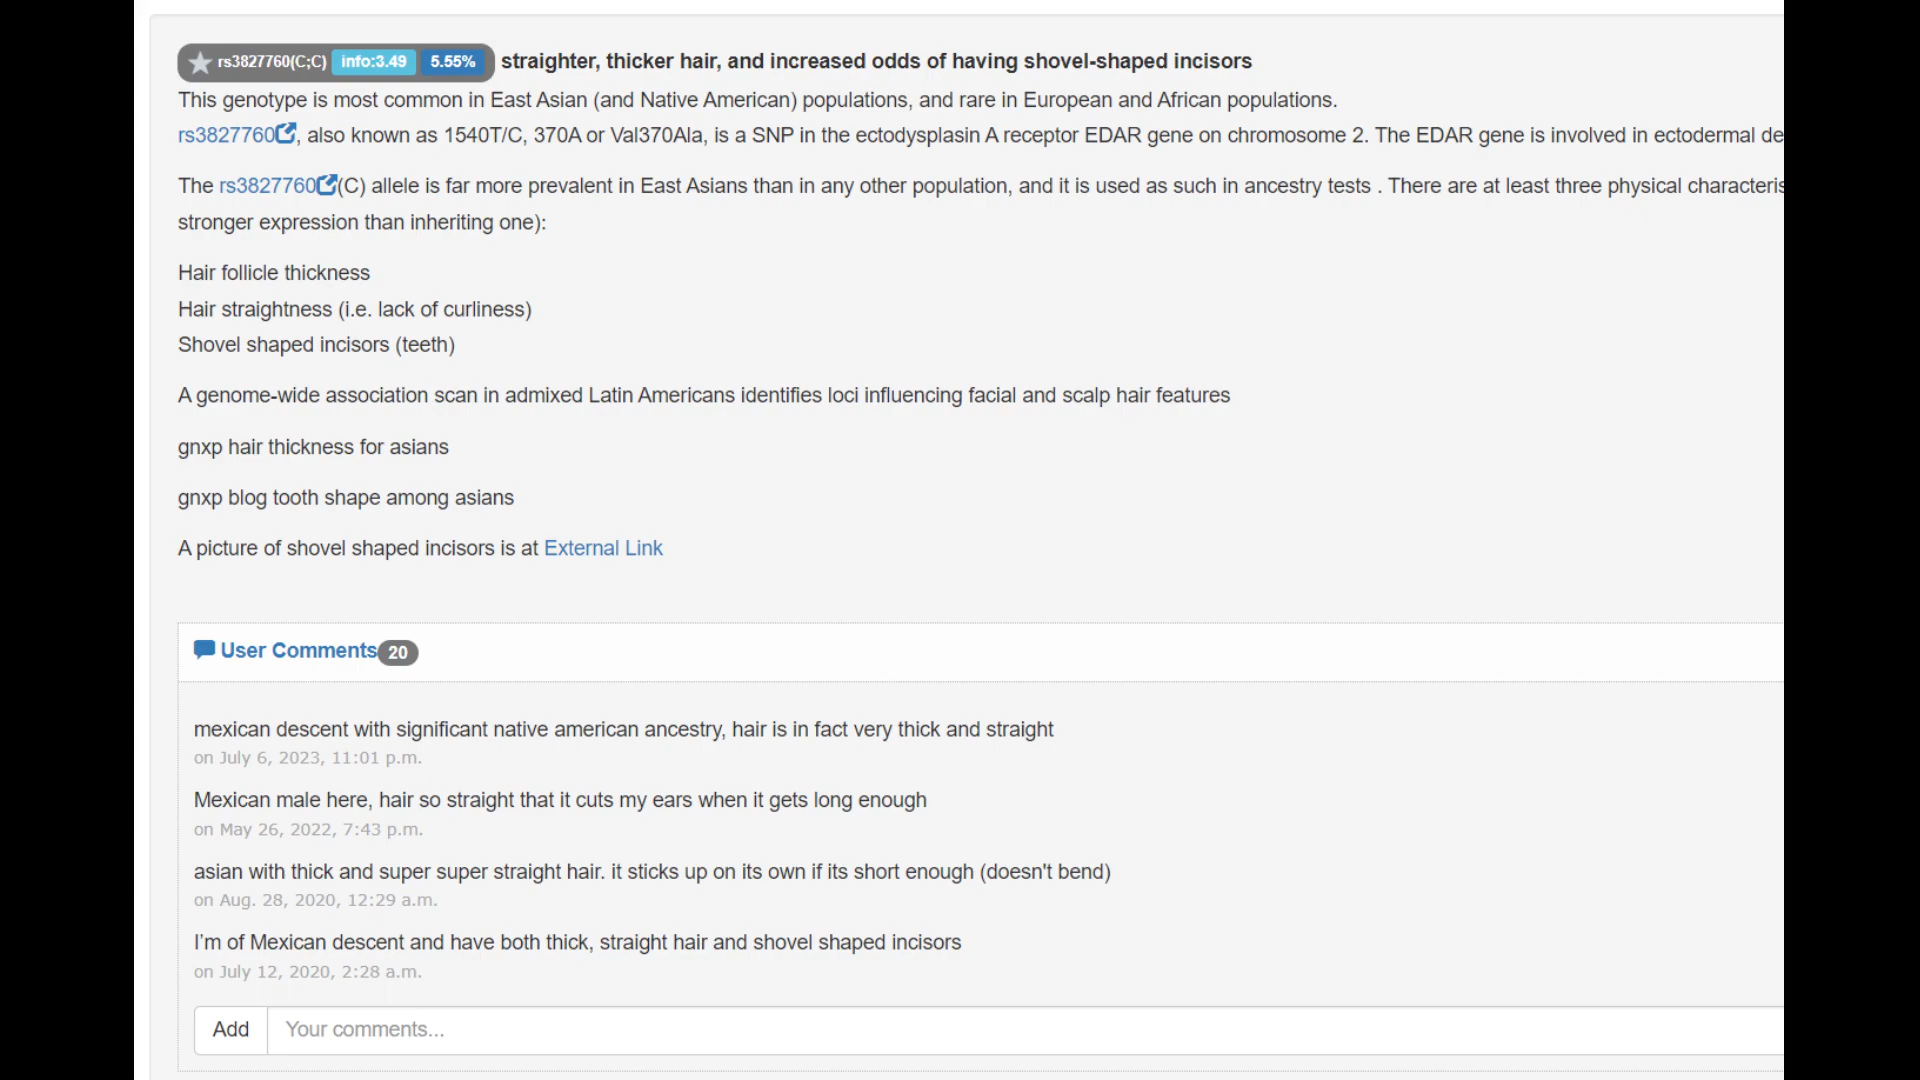 rs3827760(C;C) info:3.49 5.55% straighter, thicker hair, and increased odds of having shovel-shaped incisors
This genotype is most common in East Asian (and Native American) populations, and rare in European and African populations.
rs3827760, also known as 1540T/C, 370A or Val370Ala, is a SNP in the ectodysplasin A receptor EDAR gene on chromosome 2. The EDAR gene is involved in ectodermal de
The rs3827760(C) allele is far more prevalent in East Asians than in any other population, and it is used as such in ancestry tests . There are at least three physical characteris
stronger expression than inheriting one):
Hair follicle thickness
Hair straightness (i.e. lack of curliness)
Shovel shaped incisors (teeth)
A genome-wide association scan in admixed Latin Americans identifies loci influencing facial and scalp hair features
gnxp hair thickness for asians
gnxp blog tooth shape among asians
A picture of shovel shaped incisors is at External Link
User Comments 20
mexican descent with significant native american ancestry, hair is in fact very thick and straight
on July 6, 2023, 11:01 p.m.
Mexican male here, hair so straight that it cuts my ears when it gets long enough
on May 26, 2022, 7:43 p.m.
asian with thick and super super straight hair. it sticks up on its own if its short enough (doesn't bend)
on Aug. 28, 2020, 12:29 a.m.
I’m of Mexican descent and have both thick, straight hair and shovel shaped incisors
on July 12, 2020, 2:28 a.m.
Add Your comments...